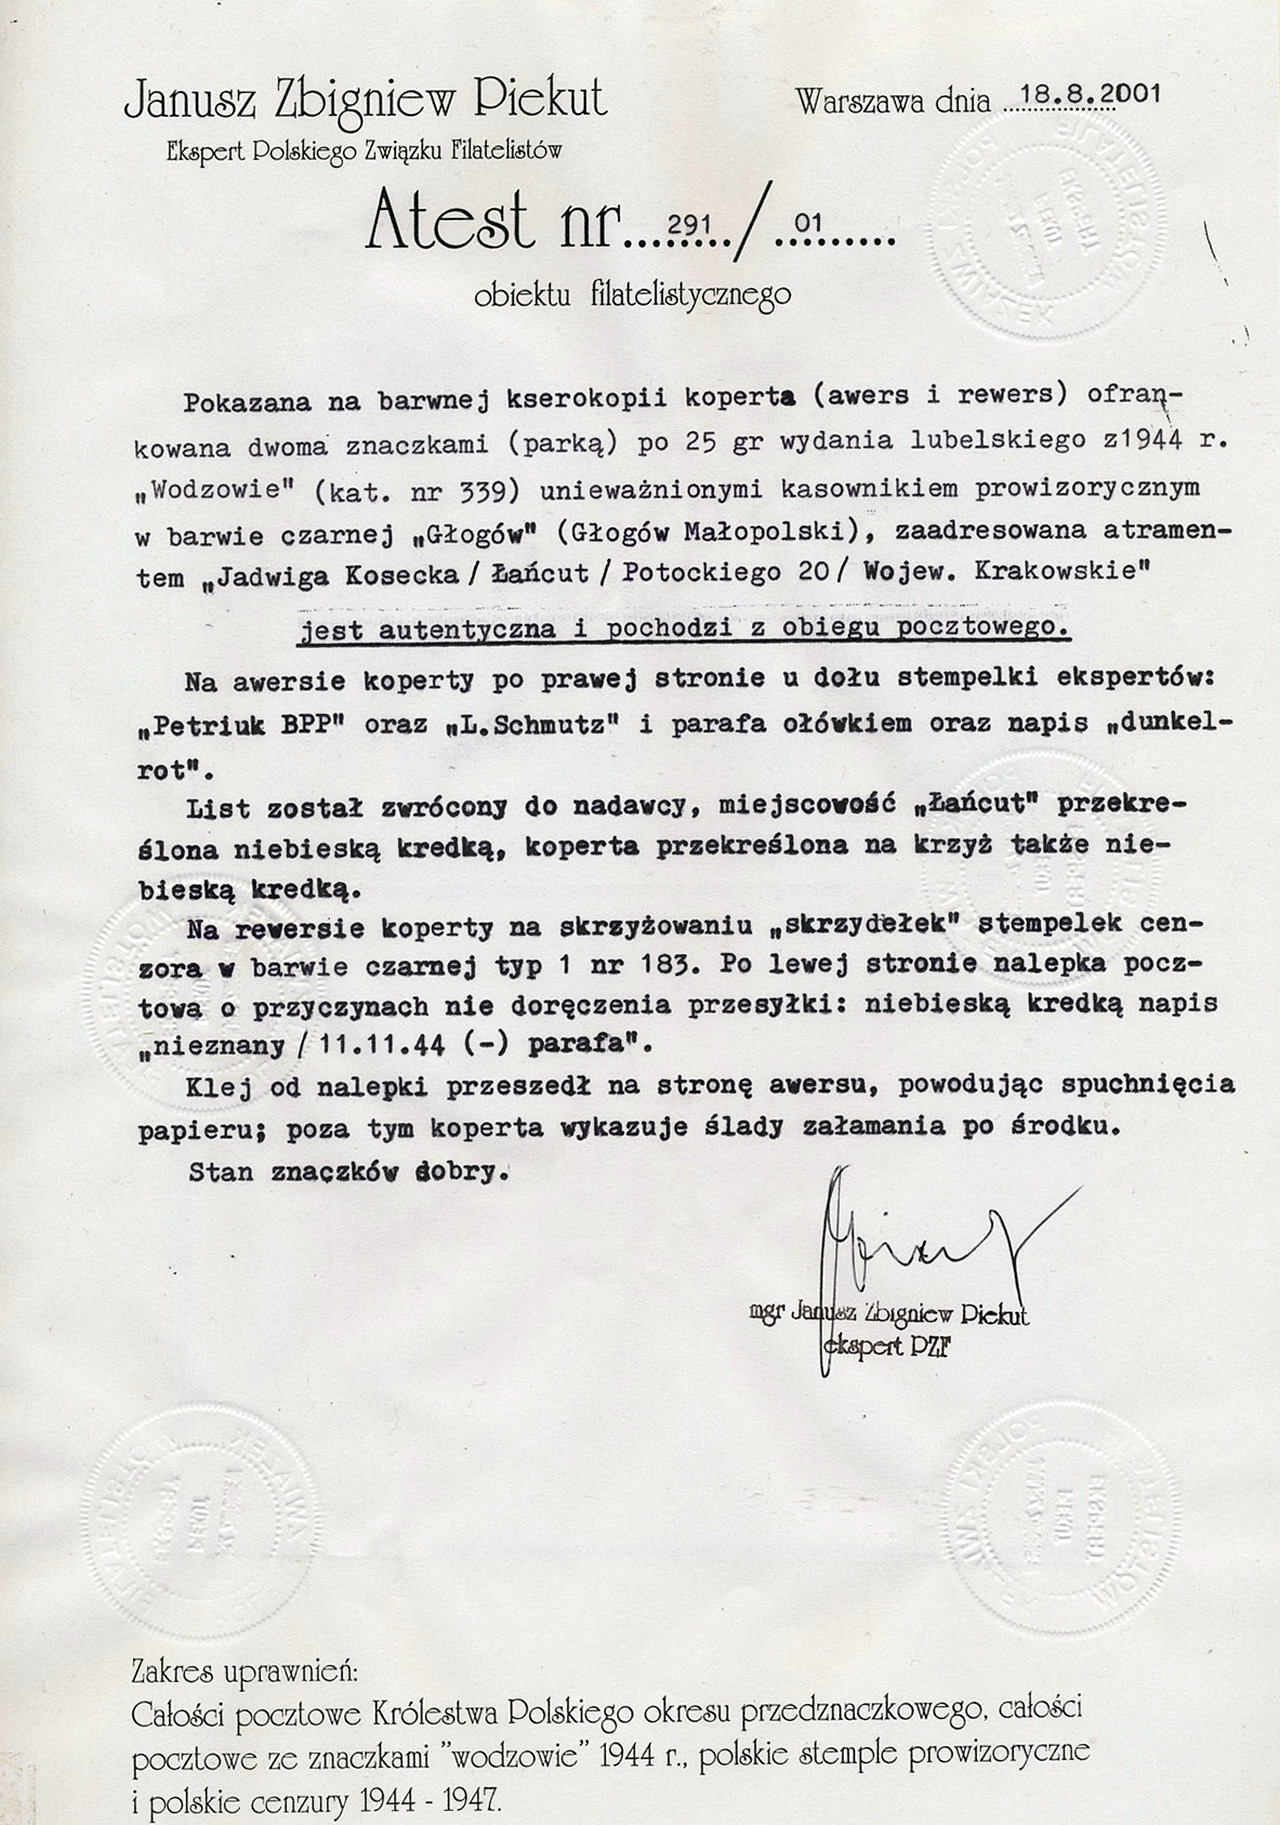 Janusz Zbigniew Piekut
Warszawa dnia ...18.8.2001
Ekspert Polskiego Związku Filatelistów
Atest nr...291.../...01...
obiektu filatelistycznego
Pokazana na barwnej kserokopii koperta (awers i rewers) ofran-
kowana dwoma znaczkami (parką) po 25 gr wydania lubelskiego z1944 r.
„Wodzowie" (kat. nr 339) unieważnionymi kasownikiem prowizorycznym
w barwie czarnej „Głogów" (Głogów Małopolski), zaadresowana atramen-
tem „Jadwiga Kosecka / Łańcut / Potockiego 20/ Wojew. Krakowskie"
jest autentyczna i pochodzi z obiegu pocztowego.
Na awersie koperty po prawej stronie u dołu stempelki ekspertów:
„Petriuk BPP" oraz „L.Schmutz" i parafa ołówkiem oraz napis „dunkel-
rot".
List został zwrócony do nadawcy, miejscowość „Łańcut" przekre-
ślona niebieską kredką, koperta przekreślona na krzyż także nie-
bieską kredką.
Na rewersie koperty na skrzyżowaniu „skrzydełek" stempelek cen-
zora w barwie czarnej typ 1 nr 183. Po lewej stronie nalepka pocz-
towa o przyczynach nie doręczenia przesyłki: niebieską kredką napis
„nieznany / 11.11.44 (-) parafa".
Klej od nalepki przeszedł na stronę awersu, powodując spuchnięcia
papieru; poza tym koperta wykazuje ślady załamania po środku.
Stan znaczków dobry.
mgr Janusz Zbigniew Piekut
ekspert PZF
Zakres uprawnień:
Całości pocztowe Królestwa Polskiego okresu przedznaczkowego, całości
pocztowe ze znaczkami "wodzowie" 1944 r., polskie stemple prowizoryczne
i polskie cenzury 1944 - 1947.